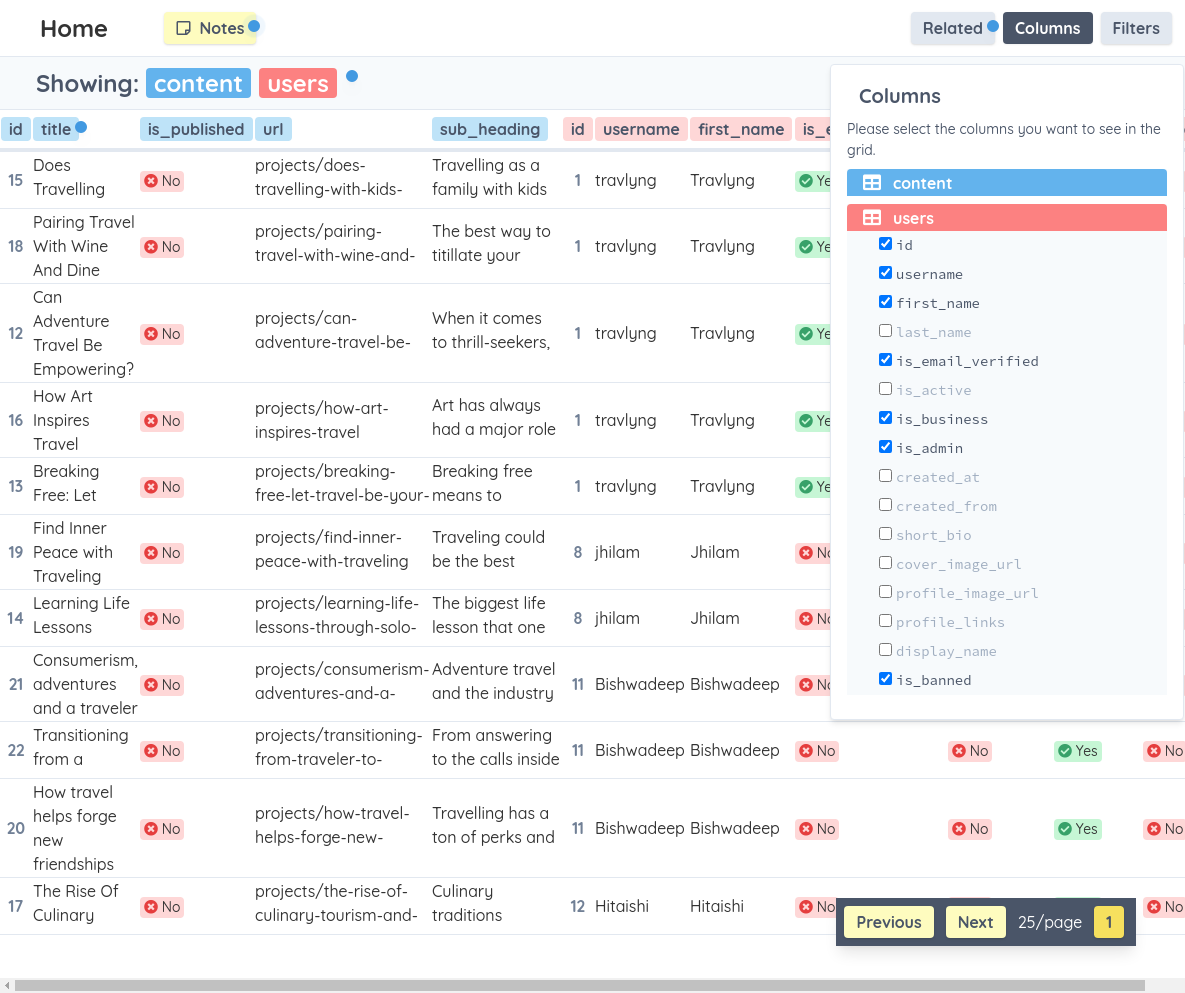 Home Notes Related Columns Filters
Showing: content users
id title is_published url sub_heading id username first_name
15 Does Travelling No projects/does- travelling-with-kids- Travelling as a family with kids 1 travlyng Travlyng
18 Pairing Travel With Wine And Dine No projects/pairing- travel-with-wine-and- The best way to titillate your 1 travlyng Travlyng
12 Can Adventure Travel Be Empowering? No projects/can- adventure-travel-be- When it comes to thrill-seekers, 1 travlyng Travlyng
16 How Art Inspires Travel No projects/how-art- inspires-travel Art has always had a major role 1 travlyng Travlyng
13 Breaking Free: Let No projects/breaking- free-let-travel-be-your- Breaking free means to 1 travlyng Travlyng
19 Find Inner Peace with Traveling No projects/find-inner- peace-with-traveling Traveling could be the best 8 jhilam Jhilam
14 Learning Life Lessons No projects/learning-life- lessons-through-solo- The biggest life lesson that one 8 jhilam Jhilam
21 Consumerism, adventures and a traveler No projects/consumerism- adventures-and-a- Adventure travel and the industry 11 Bishwadeep Bishwadeep
22 Transitioning from a No projects/transitioning- from-traveler-to- From answering to the calls inside 11 Bishwadeep Bishwadeep No No Yes No
20 How travel helps forge new friendships No projects/how-travel- helps-forge-new- Travelling has a ton of perks and 11 Bishwadeep Bishwadeep No No Yes No
17 The Rise Of Culinary No projects/the-rise-of- culinary-tourism-and- Culinary traditions 12 Hitaishi Hitaishi No No
Columns
Please select the columns you want to see in the
grid.
content
users
id
username
first_name
last_name
is_email_verified
is_active
is_business
is_admin
created_at
created_from
short_bio
cover_image_url
profile_image_url
profile_links
display_name
is_banned
Previous Next 25/page 1